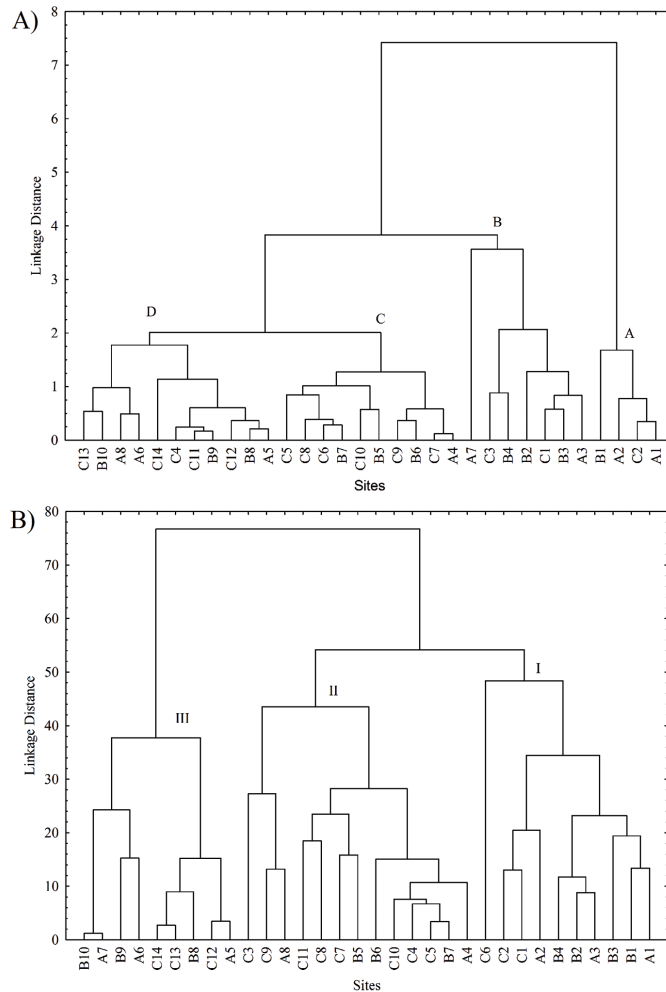 A)
8
7
6
5
4
3
2
1
0
Linkage Distance
B
D
C
A
C13 B10 A8 A6 C14 C4 C11 B9 C12 B8 A5 C5 C8 C6 B7 C10 B5 C9 B6 C7 A4 A7 C3 B4 B2 C1 B3 A3 B1 A2 C2 A1
Sites
B)
80
70
60
50
40
30
20
10
0
Linkage Distance
I
II
III
B10 A7 B9 A6 C14 C13 B8 C12 A5 C3 C9 A8 C11 C8 C7 B5 B6 C10 C4 C5 B7 A4 C6 C2 C1 A2 B4 B2 A3 B3 B1 A1
Sites